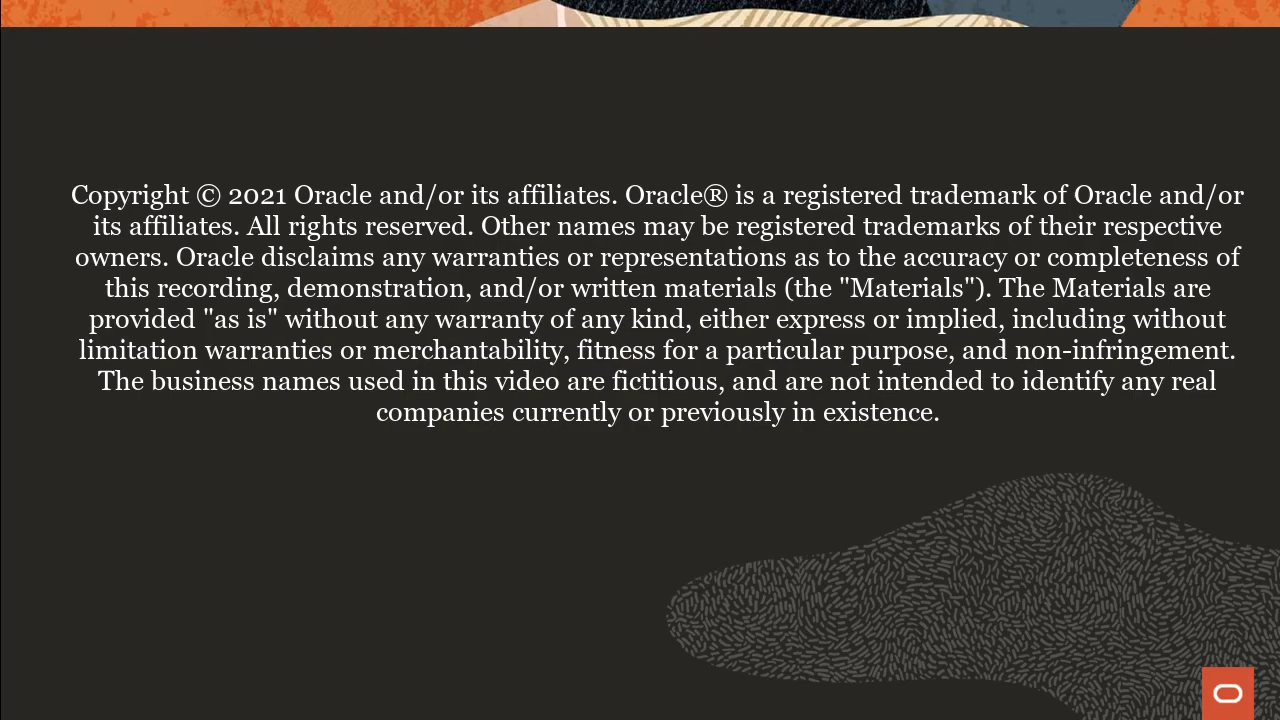 Copyright © 2021 Oracle and/or its affiliates. Oracle® is a registered trademark of Oracle and/or
its affiliates. All rights reserved. Other names may be registered trademarks of their respective
owners. Oracle disclaims any warranties or representations as to the accuracy or completeness of
this recording, demonstration, and/or written materials (the "Materials"). The Materials are
provided "as is" without any warranty of any kind, either express or implied, including without
limitation warranties or merchantability, fitness for a particular purpose, and non-infringement.
The business names used in this video are fictitious, and are not intended to identify any real
companies currently or previously in existence.